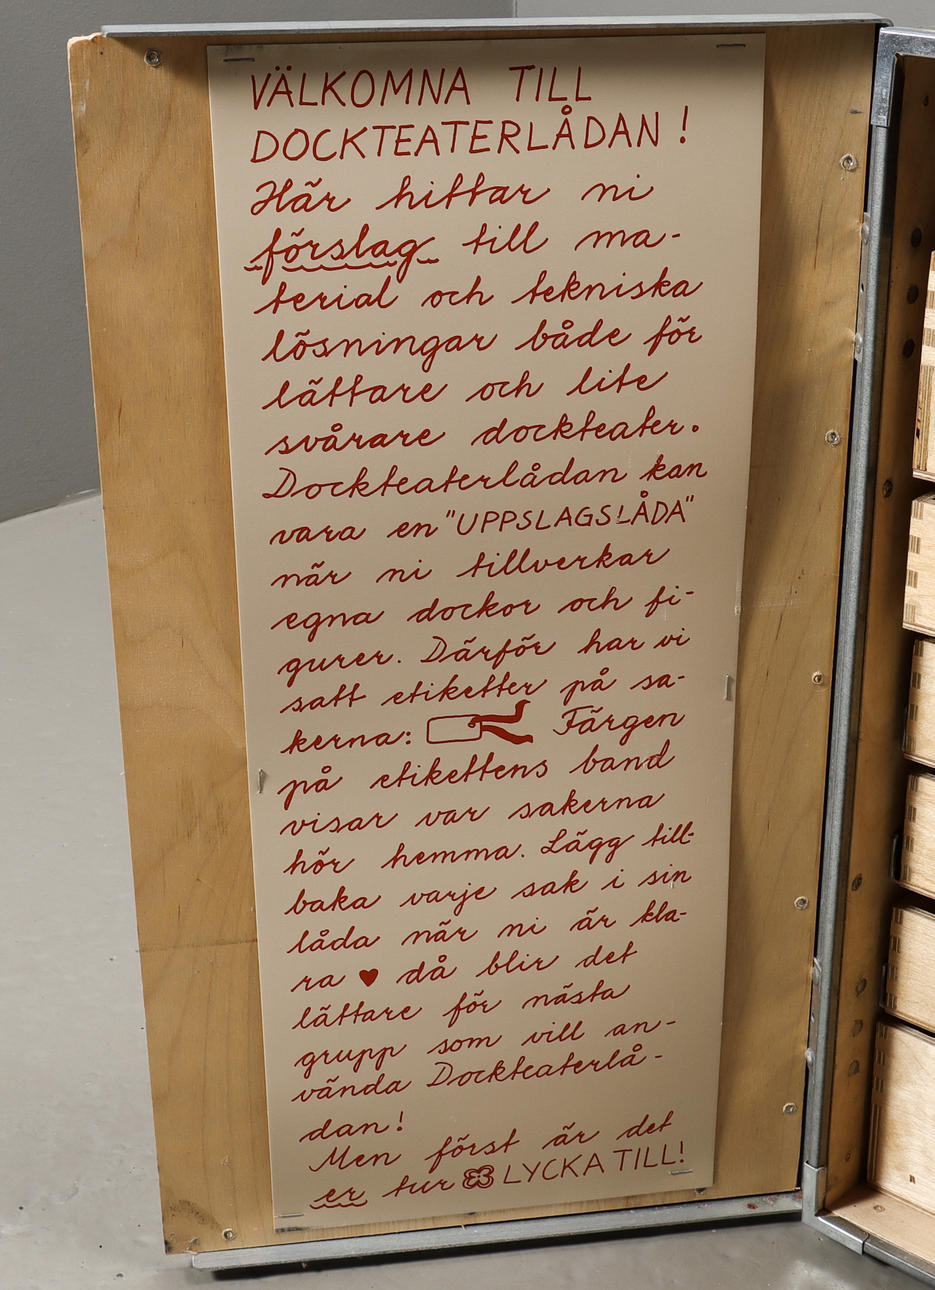 VÄLKOMNA TILL
DOCKTEATERLÅDAN!
Här hittar ni
förslag till ma-
terial och tekniska
lösningar både för
lättare och lite
svårare dockteater.
Dockteaterlådan kan
vara en "UPPSLAGSLÅDA"
när ni tillverkar
egna dockor och fi-
gurer. Därför har vi
satt etiketter på sa-
kerna: Färgen
på etikettens band
visar var sakerna
hör hemma. Lägg till-
baka varje sak i sin
låda när ni är kla-
ra ♥ då blir det
lättare för nästa
grupp som vill an-
vända Dockteaterlå-
dan!
Men först är det
er tur LYCKA TILL!